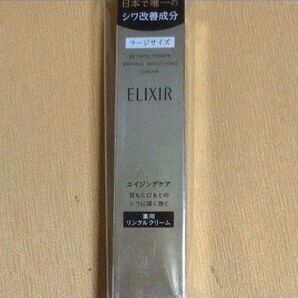 日本で唯一の
シワ改善成分
ラージサイズ
RETINOL POWER
WRINKLE SMOOTHING
CREAM
ELIXIR
エイジングケア
目もと口もとの
シワに深く効く.
薬用
リンクルクリーム